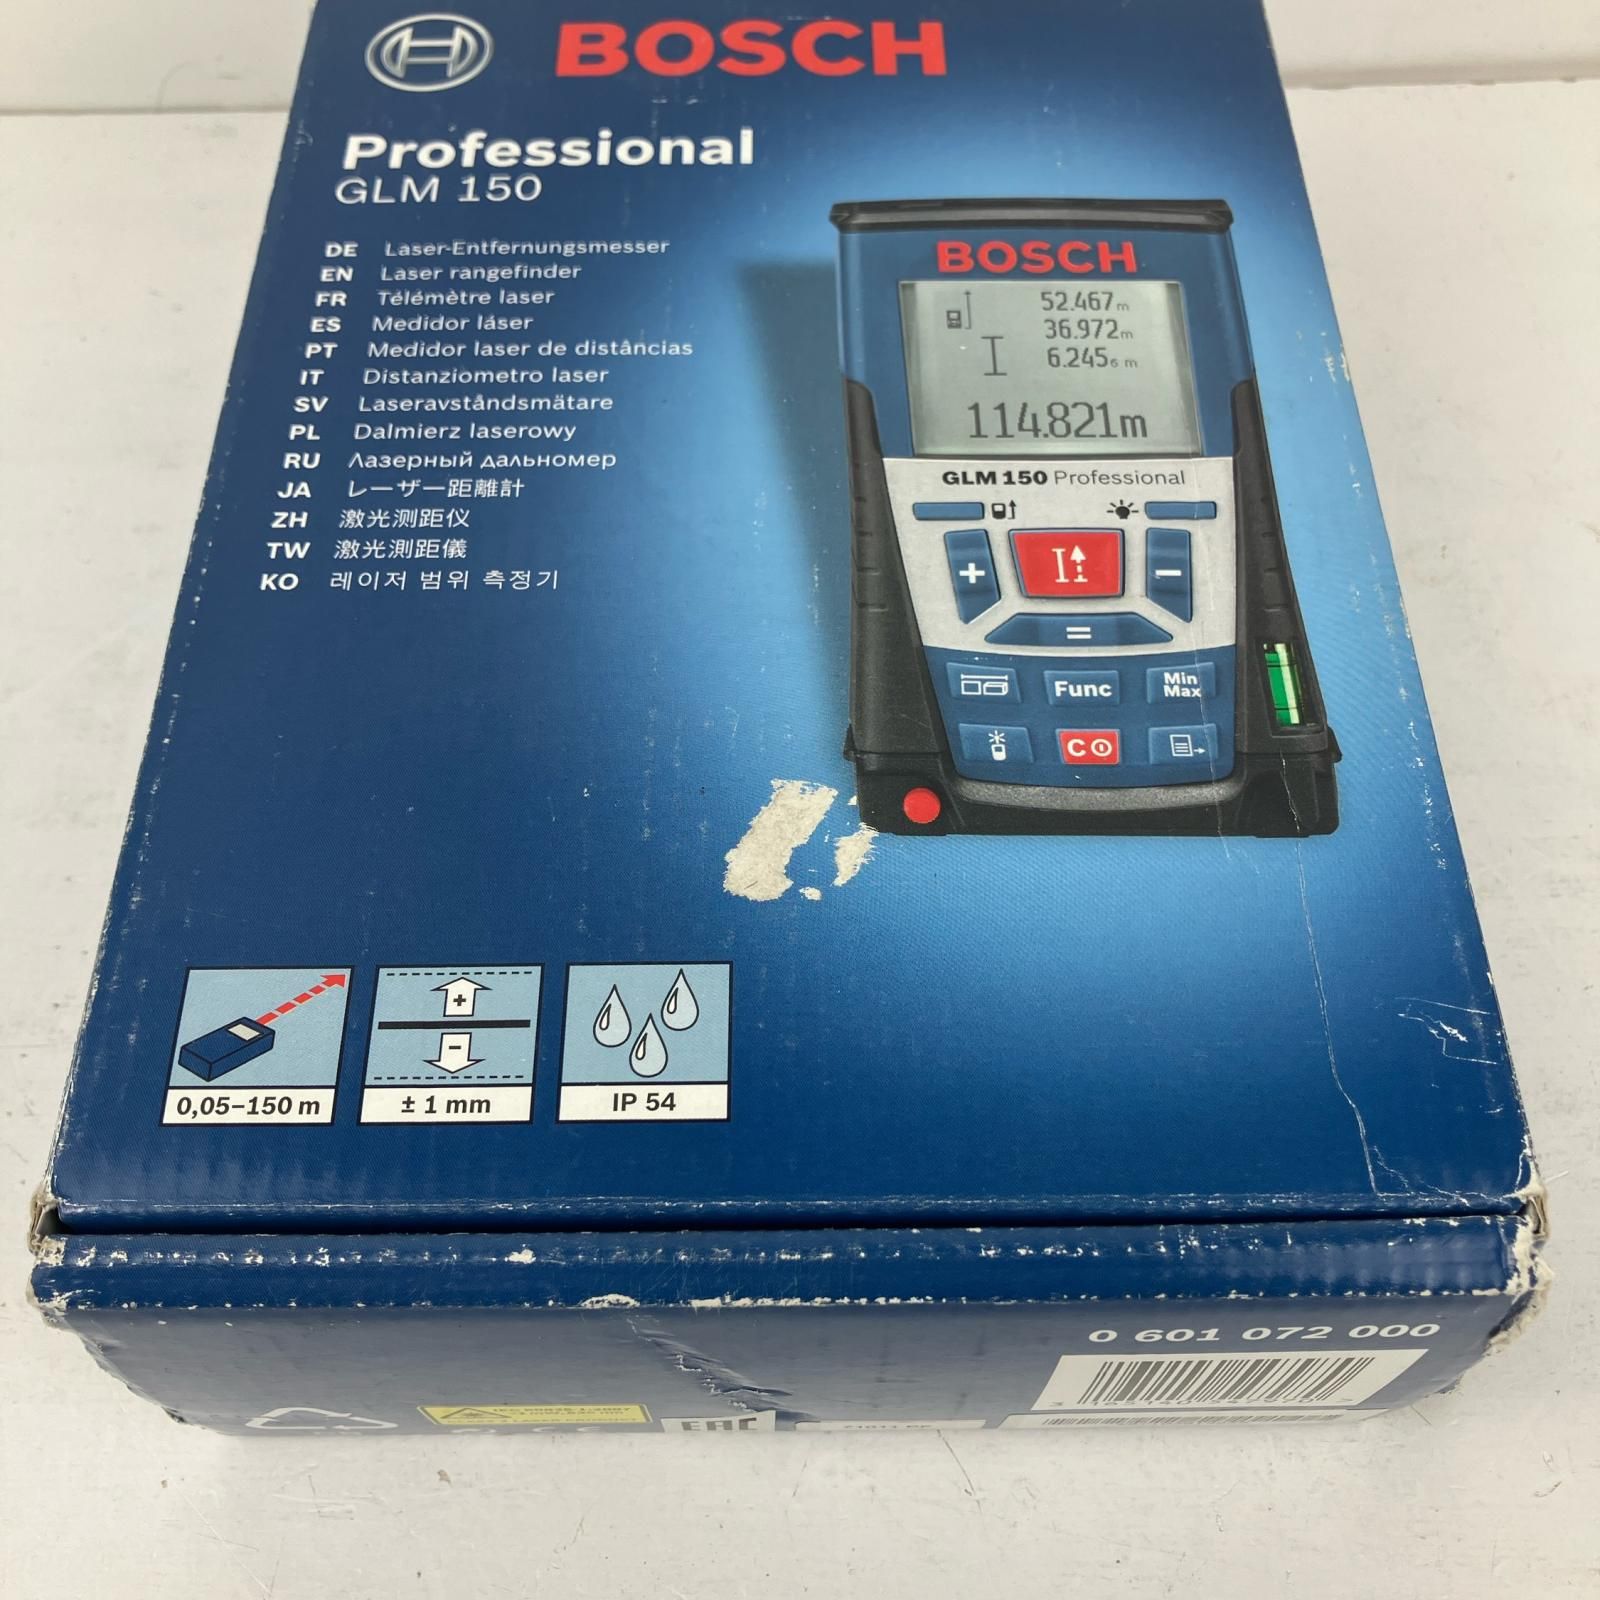 BOSCH
Professional
GLM 150
DE Laser-Entfernungsmesser
EN Laser rangefinder
FR Télémètre laser
ES Medidor láser
PT Medidor laser de distâncias
IT Distanziometro laser
SV Laseravståndsmätare
PL Dalmierz laserowy
RU Лазерный дальномер
JA レーザー距離計
ZH 激光测距仪
TW 激光測距儀
KO 레이저 범위 측정기
BOSCH
52.467m
36.972m
6.245₆ m
114.821m
GLM 150 Professional
+ −
=
Func
Min
Max
C
0,05–150 m
± 1 mm
IP 54
0 601 072 000
EAC